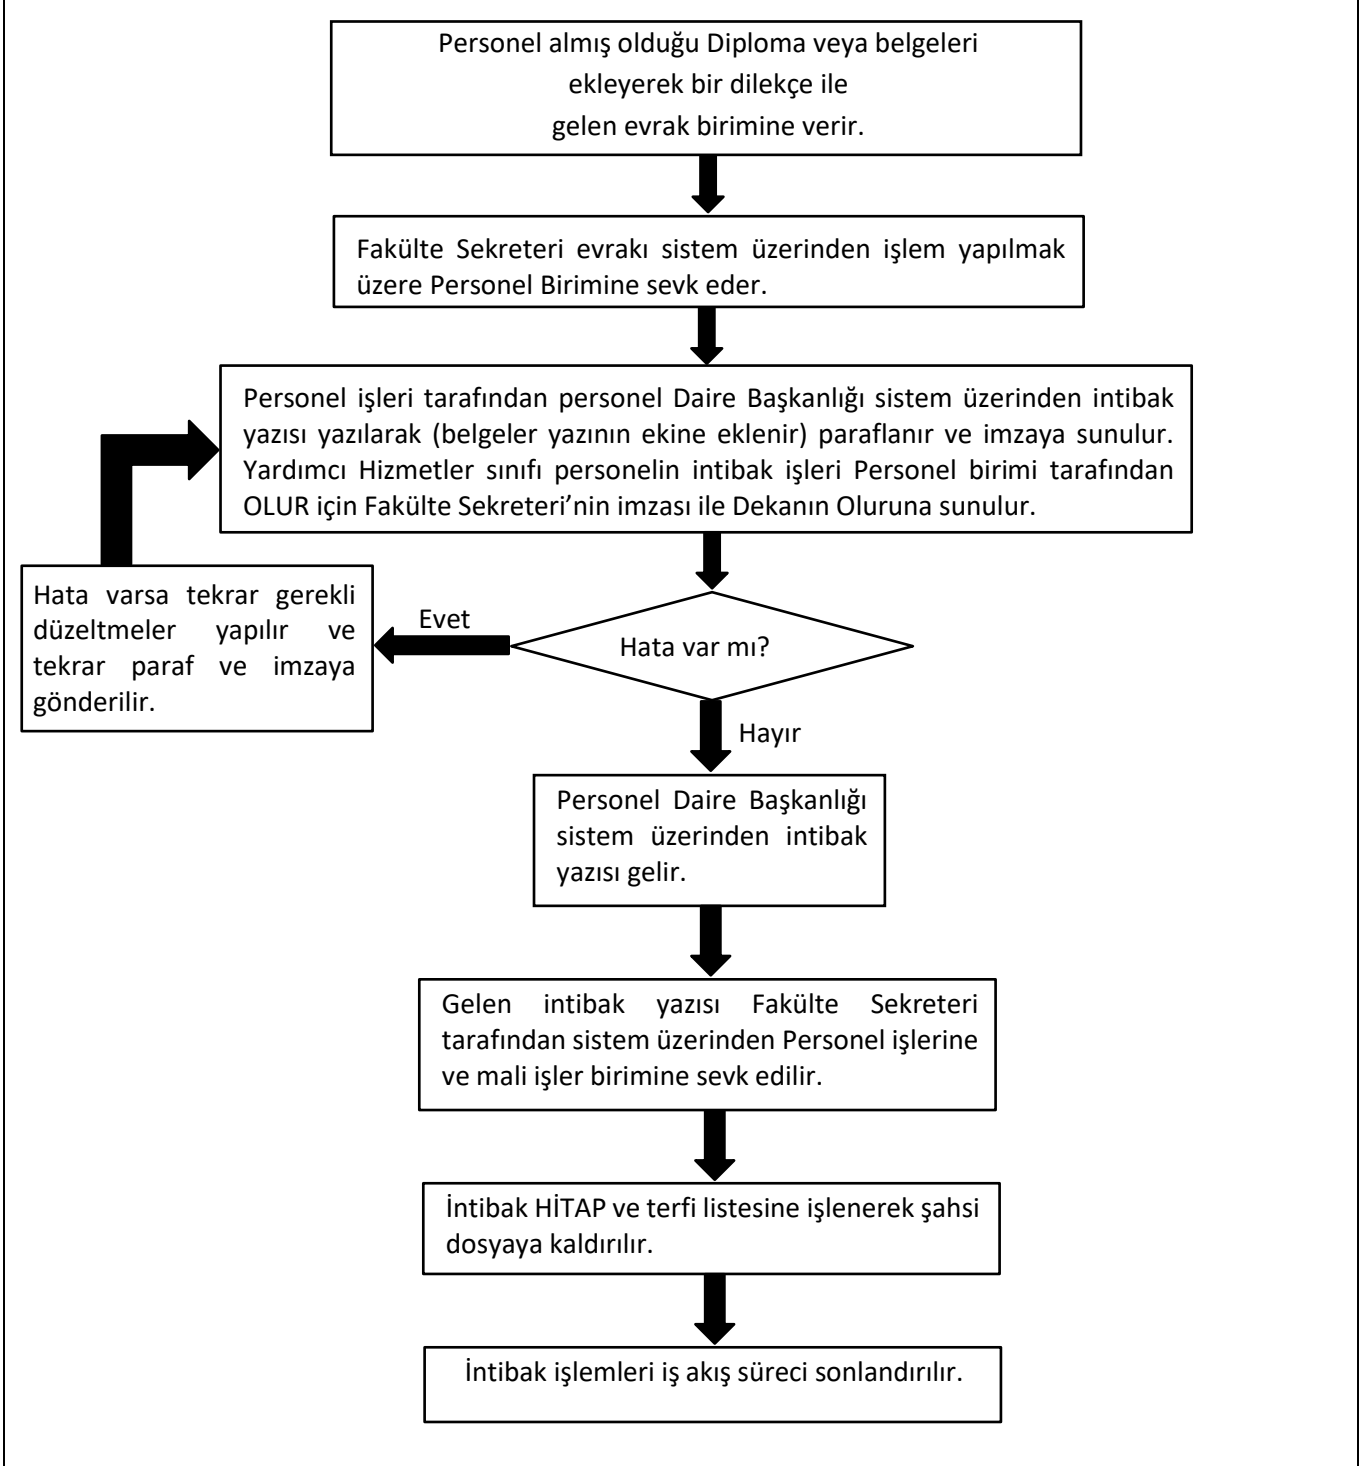 Personel almış olduğu Diploma veya belgeleri
ekleyerek bir dilekçe ile
gelen evrak birimine verir.
Fakülte Sekreteri evrakı sistem üzerinden işlem yapılmak
üzere Personel Birimine sevk eder.
Personel işleri tarafından personel Daire Başkanlığı sistem üzerinden intibak
yazısı yazılarak (belgeler yazının ekine eklenir) paraflanır ve imzaya sunulur.
Yardımcı Hizmetler sınıfı personelin intibak işleri Personel birimi tarafından
OLUR için Fakülte Sekreteri’nin imzası ile Dekanın Oluruna sunulur.
Hata varsa tekrar gerekli
düzeltmeler yapılır ve
tekrar paraf ve imzaya
gönderilir.
Evet
Hata var mı?
Hayır
Personel Daire Başkanlığı
sistem üzerinden intibak
yazısı gelir.
Gelen intibak yazısı Fakülte Sekreteri
tarafından sistem üzerinden Personel işlerine
ve mali işler birimine sevk edilir.
İntibak HİTAP ve terfi listesine işlenerek şahsi
dosyaya kaldırılır.
İntibak işlemleri iş akış süreci sonlandırılır.